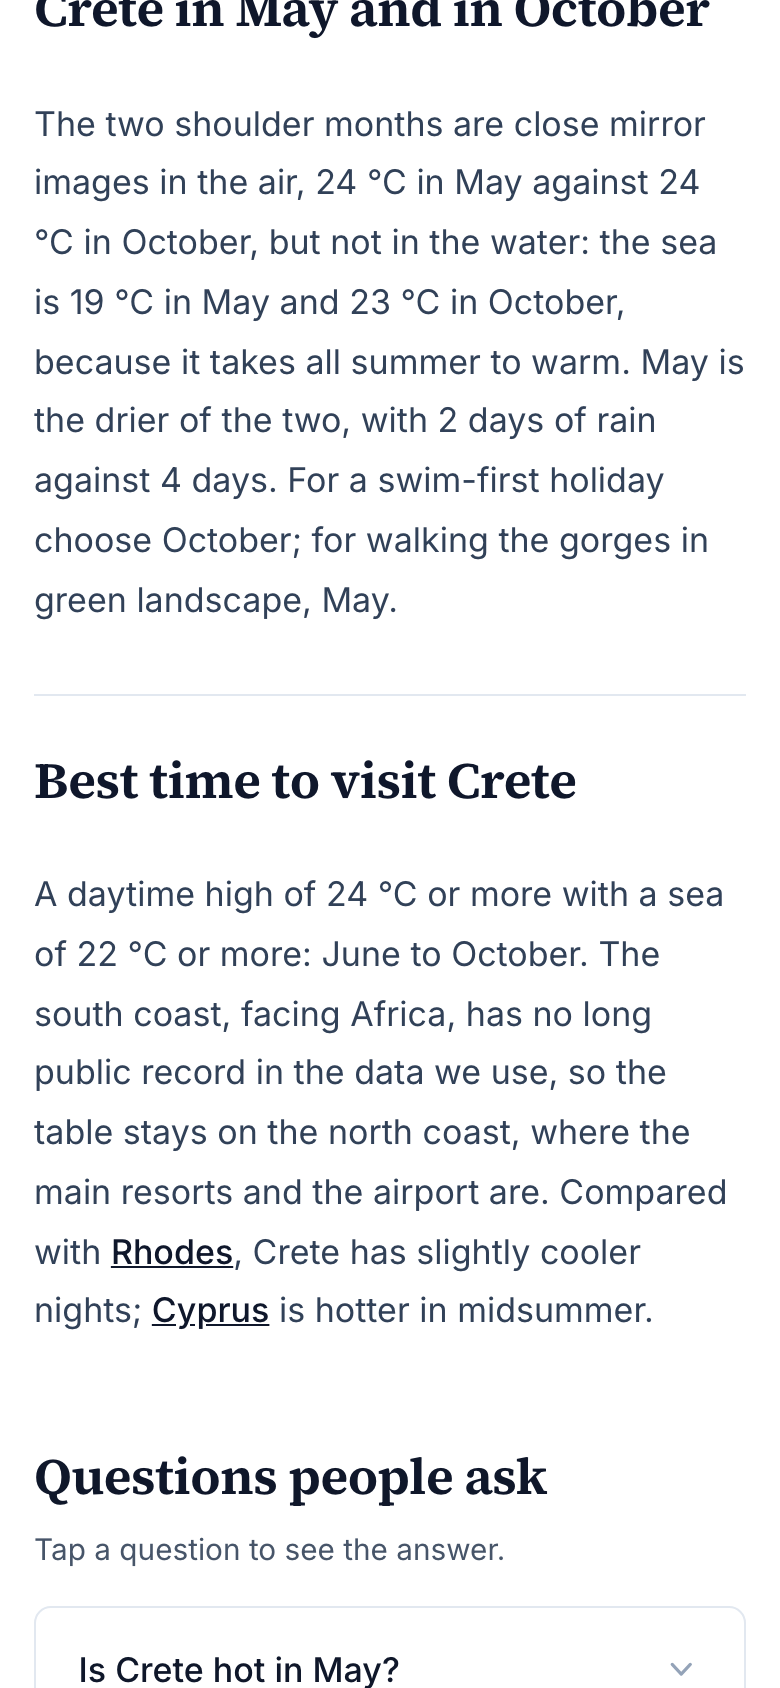 Crete in May and in October
The two shoulder months are close mirror
images in the air, 24 °C in May against 24
°C in October, but not in the water: the sea
is 19 °C in May and 23 °C in October,
because it takes all summer to warm. May is
the drier of the two, with 2 days of rain
against 4 days. For a swim-first holiday
choose October; for walking the gorges in
green landscape, May.
Best time to visit Crete
A daytime high of 24 °C or more with a sea
of 22 °C or more: June to October. The
south coast, facing Africa, has no long
public record in the data we use, so the
table stays on the north coast, where the
main resorts and the airport are. Compared
with Rhodes, Crete has slightly cooler
nights; Cyprus is hotter in midsummer.
Questions people ask
Tap a question to see the answer.
Is Crete hot in May?